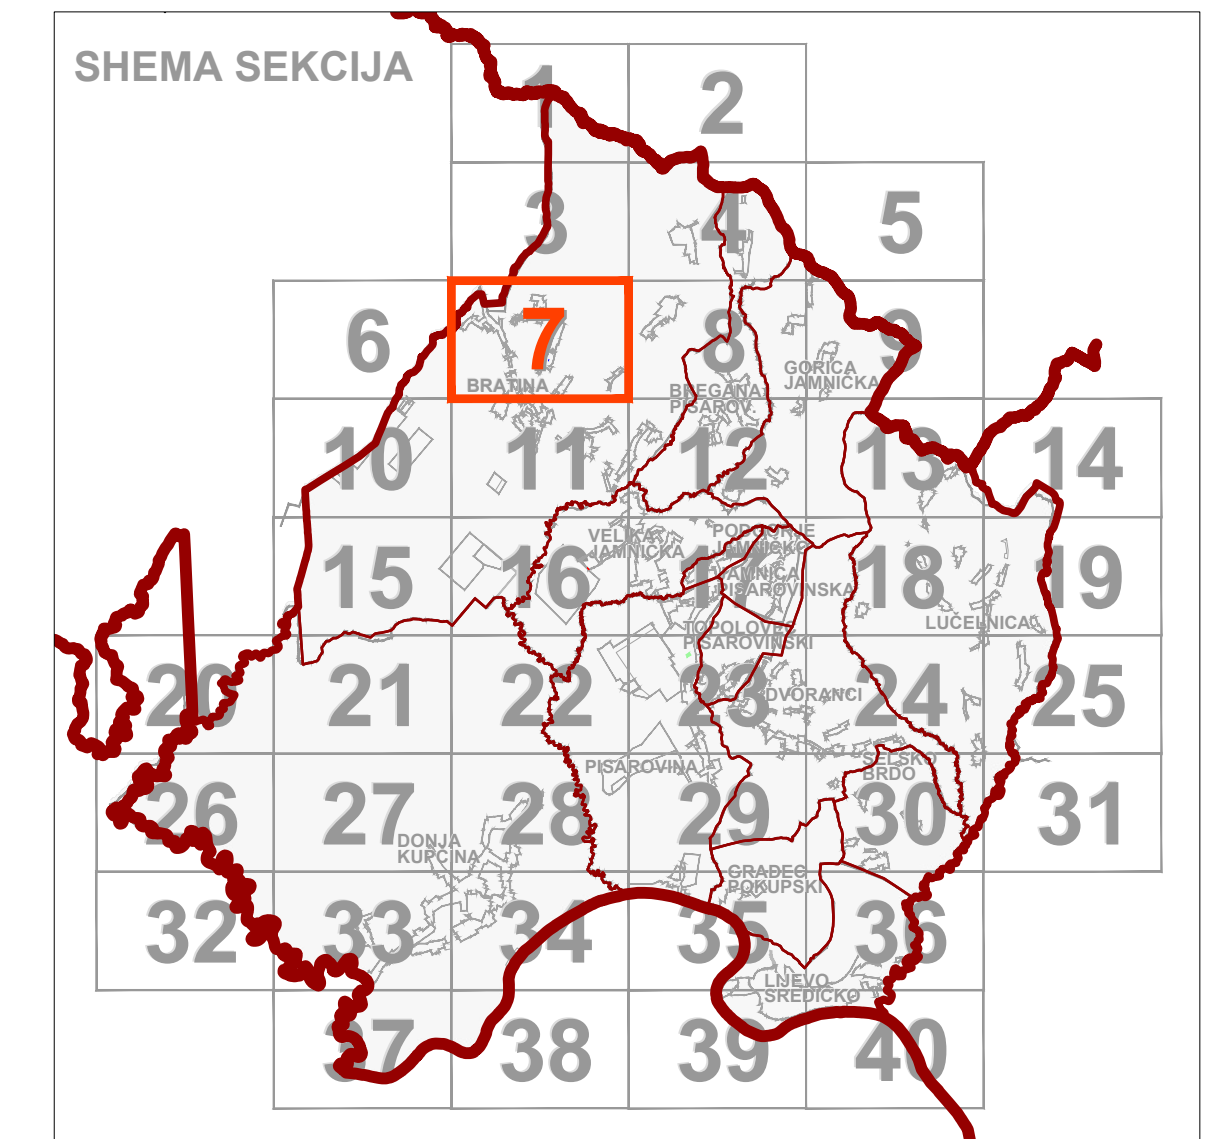 SHEMA SEKCIJA
1
2
3
4
5
6
7
8
9
BRATINA
GORICA
JAMNIČKA
BREGANA
PISAROV.
10
11
12
13
14
VELIKA
JAMNIČKA
PODGORJE
JAMNIČKO
15
16
17
18
19
JAMNICA
PISAROVINSKA
LUČELNICA
TOPOLOVEC
PISAROVINSKI
20
21
22
23
24
25
DVORANCI
PISAROVINA
SELSKO
BRDO
26
27
28
29
30
31
DONJA
KUPČINA
GRADEC
POKUPSKI
32
33
34
35
36
LIJEVO
SREDIČKO
37
38
39
40